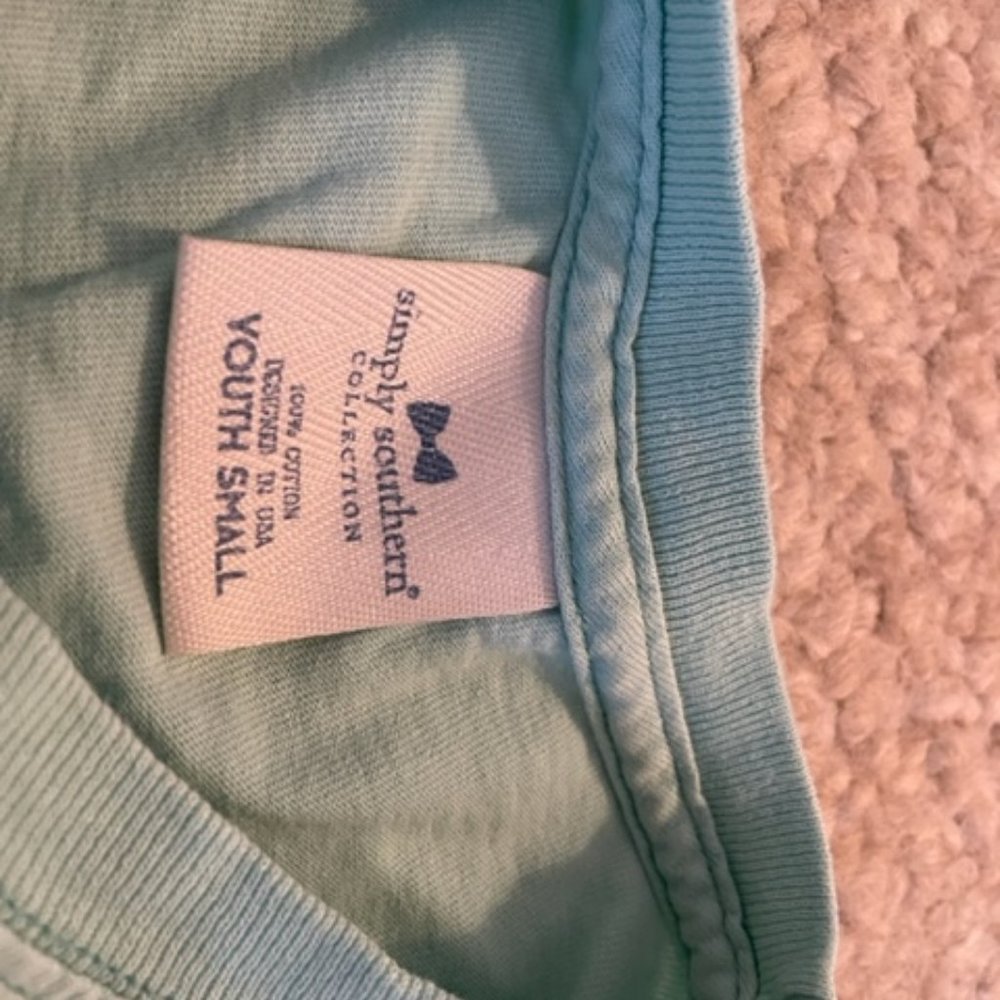 simply southern®
COLLECTION
100% COTTON
DESIGNED IN USA
YOUTH SMALL